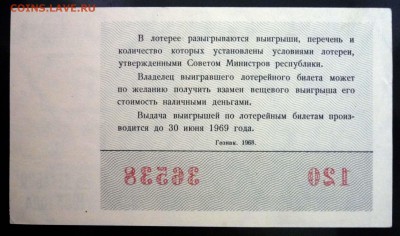 COINS.LAVE.RU
В лотерее разыгрываются выигрыши, перечень и
количество которых установлены условиями лотереи,
утвержденными Советом Министров республики.
Владелец выигравшего лотерейного билета может
по желанию получить взамен вещевого выигрыша его
стоимость наличными деньгами.
Выдача выигрышей по лотерейным билетам произ-
водится до 30 июня 1969 года.
Гознак. 1968.
36538 120